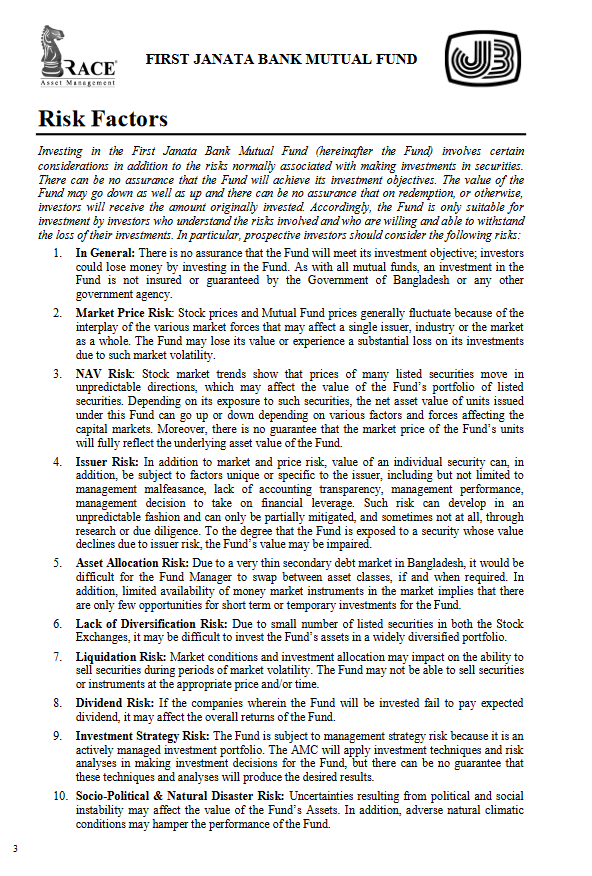 RACE
Asset Management
FIRST JANATA BANK MUTUAL FUND
JB
Risk Factors
Investing in the First Janata Bank Mutual Fund (hereinafter the Fund) involves certain
considerations in addition to the risks normally associated with making investments in securities.
There can be no assurance that the Fund will achieve its investment objectives. The value of the
Fund may go down as well as up and there can be no assurance that on redemption, or otherwise,
investors will receive the amount originally invested. Accordingly, the Fund is only suitable for
investment by investors who understand the risks involved and who are willing and able to withstand
the loss of their investments. In particular, prospective investors should consider the following risks:
1. In General: There is no assurance that the Fund will meet its investment objective; investors
could lose money by investing in the Fund. As with all mutual funds, an investment in the
Fund is not insured or guaranteed by the Government of Bangladesh or any other
government agency.
2. Market Price Risk: Stock prices and Mutual Fund prices generally fluctuate because of the
interplay of the various market forces that may affect a single issuer, industry or the market
as a whole. The Fund may lose its value or experience a substantial loss on its investments
due to such market volatility.
3. NAV Risk: Stock market trends show that prices of many listed securities move in
unpredictable directions, which may affect the value of the Fund's portfolio of listed
securities. Depending on its exposure to such securities, the net asset value of units issued
under this Fund can go up or down depending on various factors and forces affecting the
capital markets. Moreover, there is no guarantee that the market price of the Fund's units
will fully reflect the underlying asset value of the Fund.
4. Issuer Risk: In addition to market and price risk, value of an individual security can, in
addition, be subject to factors unique or specific to the issuer, including but not limited to
management malfeasance, lack of accounting transparency, management performance,
management decision to take on financial leverage. Such risk can develop in an
unpredictable fashion and can only be partially mitigated, and sometimes not at all, through
research or due diligence. To the degree that the Fund is exposed to a security whose value
declines due to issuer risk, the Fund's value may be impaired.
5. Asset Allocation Risk: Due to a very thin secondary debt market in Bangladesh, it would be
difficult for the Fund Manager to swap between asset classes, if and when required. In
addition, limited availability of money market instruments in the market implies that there
are only few opportunities for short term or temporary investments for the Fund.
6. Lack of Diversification Risk: Due to small number of listed securities in both the Stock
Exchanges, it may be difficult to invest the Fund's assets in a widely diversified portfolio.
7. Liquidation Risk: Market conditions and investment allocation may impact on the ability to
sell securities during periods of market volatility. The Fund may not be able to sell securities
or instruments at the appropriate price and/or time.
8. Dividend Risk: If the companies wherein the Fund will be invested fail to pay expected
dividend, it may affect the overall returns of the Fund.
9. Investment Strategy Risk: The Fund is subject to management strategy risk because it is an
actively managed investment portfolio. The AMC will apply investment techniques and risk
analyses in making investment decisions for the Fund, but there can be no guarantee that
these techniques and analyses will produce the desired results.
10. Socio-Political & Natural Disaster Risk: Uncertainties resulting from political and social
instability may affect the value of the Fund's Assets. In addition, adverse natural climatic
conditions may hamper the performance of the Fund.
3